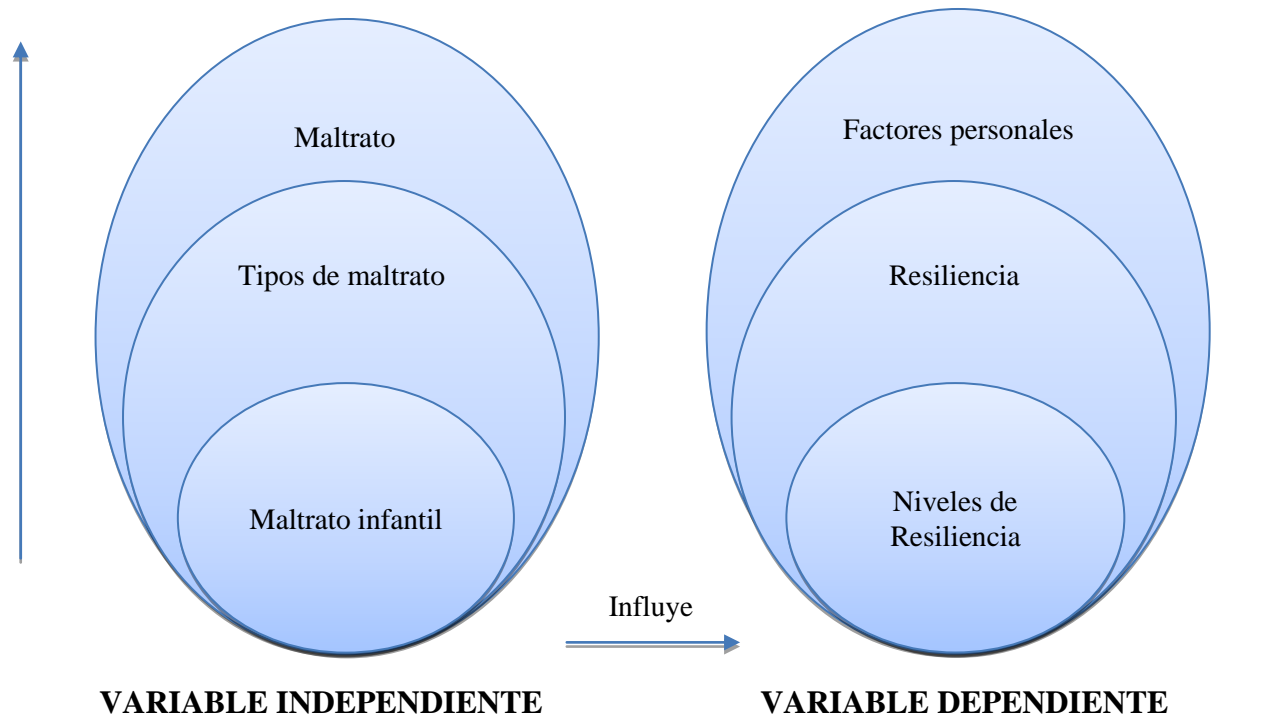 Maltrato
Tipos de maltrato
Maltrato infantil
Factores personales
Resiliencia
Niveles de
Resiliencia
Influye
VARIABLE INDEPENDIENTE
VARIABLE DEPENDIENTE